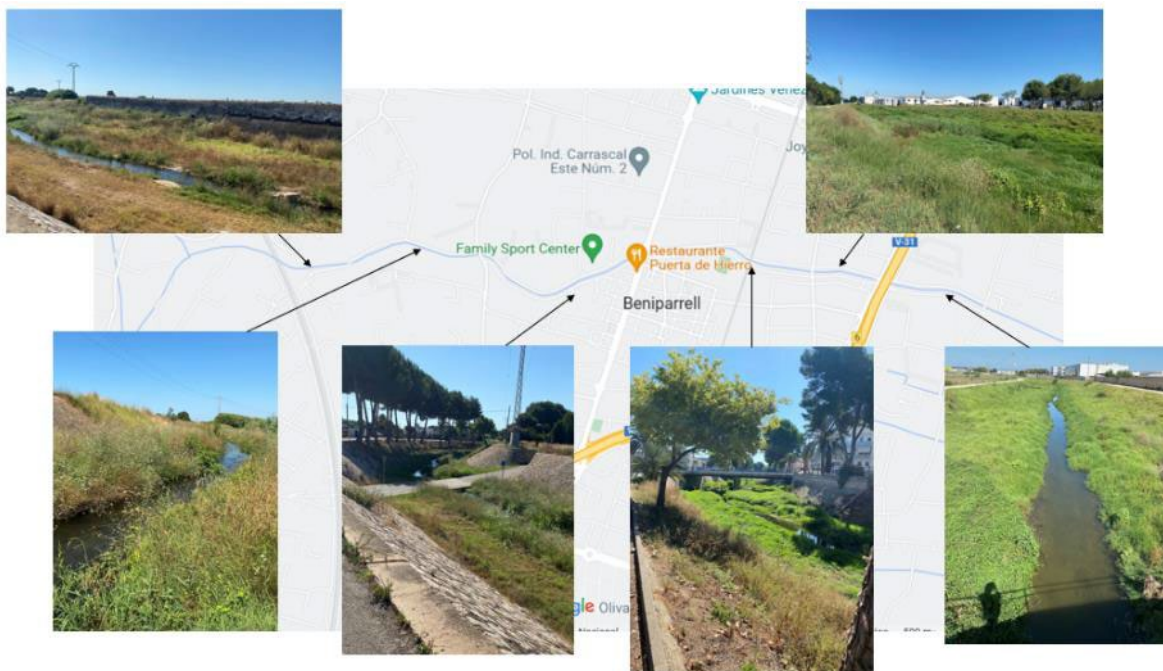 Jardines Venez
Pol. Ind. Carrascal
Este Núm. 2
Joy
V-31
Family Sport Center
Restaurante
Puerta de Hierro
Beniparrell
6
gle Oliva